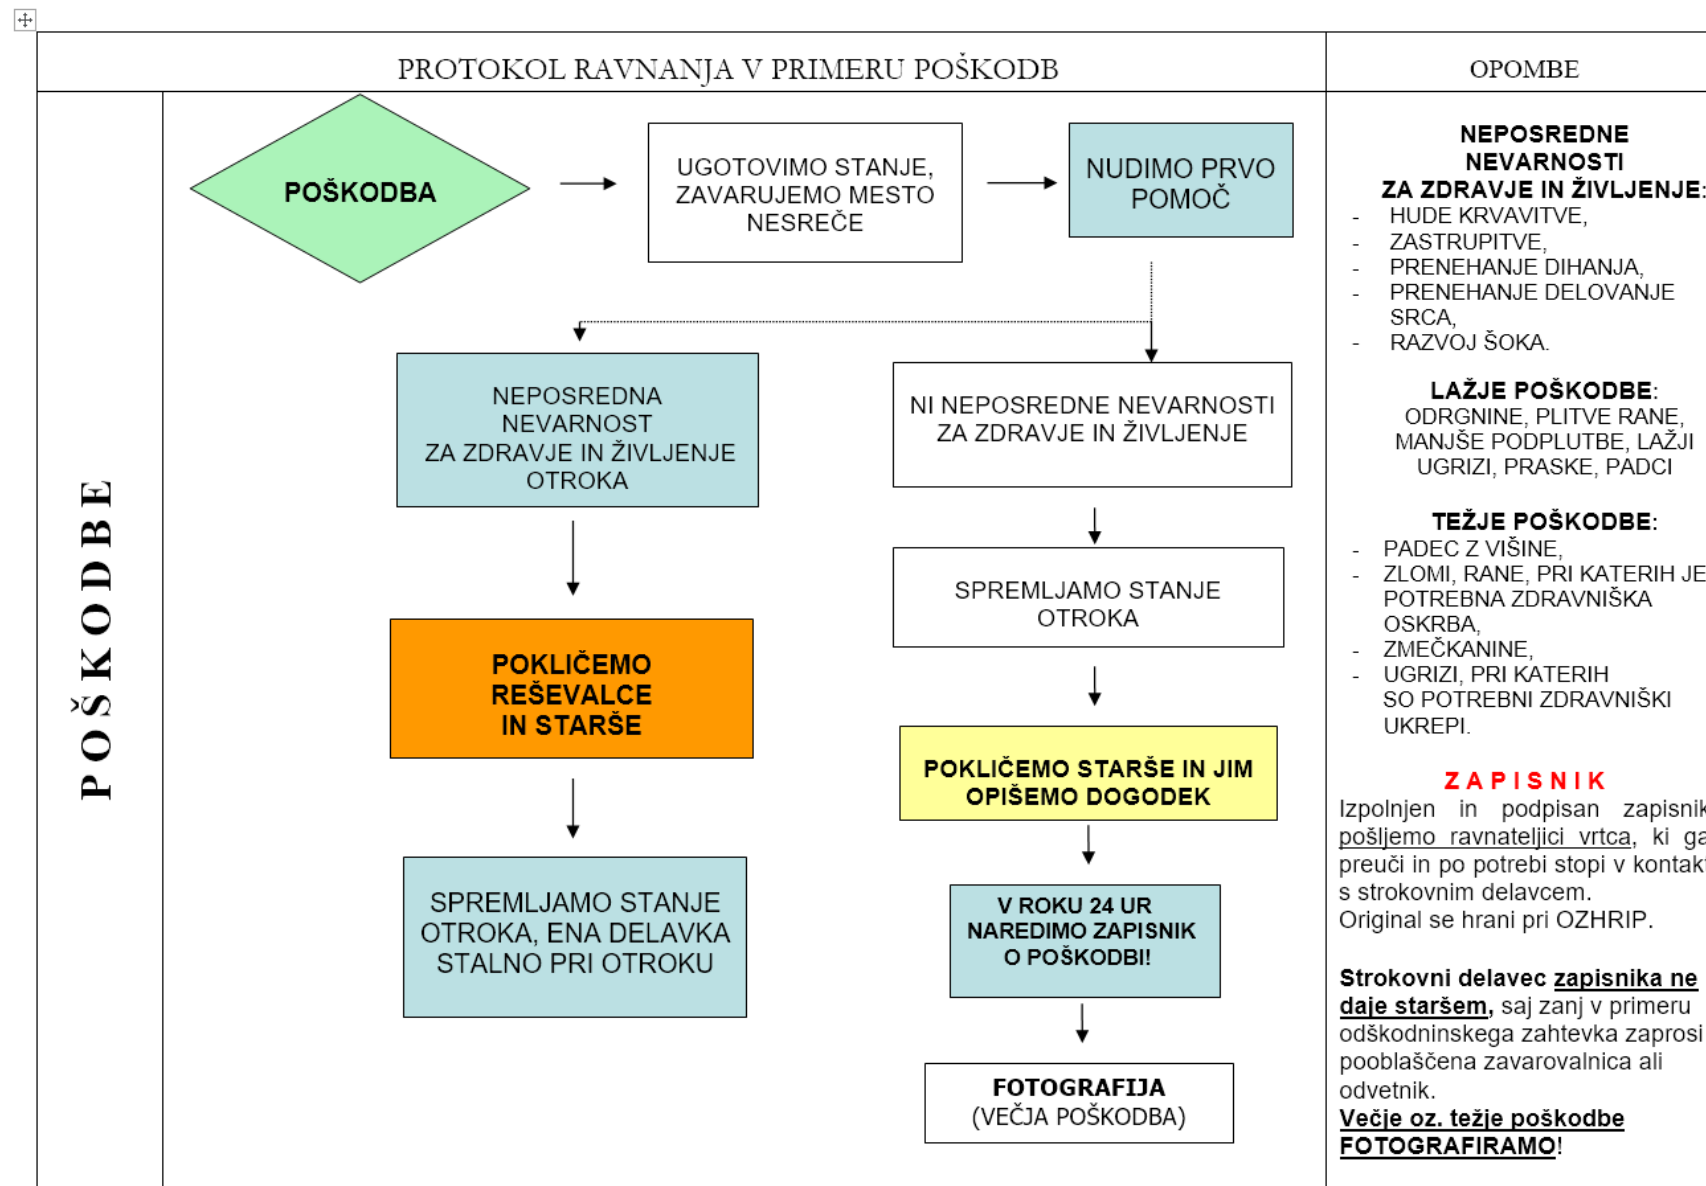 PROTOKOL RAVNANJA V PRIMERU POŠKODB
OPOMBE
POŠKODBE
POŠKODBA
UGOTOVIMO STANJE,
ZAVARUJEMO MESTO
NESREČE
NUDIMO PRVO
POMOČ
NEPOSREDNA
NEVARNOST
ZA ZDRAVJE IN ŽIVLJENJE
OTROKA
NI NEPOSREDNE NEVARNOSTI
ZA ZDRAVJE IN ŽIVLJENJE
POKLIČEMO
REŠEVALCE
IN STARŠE
SPREMLJAMO STANJE
OTROKA
SPREMLJAMO STANJE
OTROKA, ENA DELAVKA
STALNO PRI OTROKU
POKLIČEMO STARŠE IN JIM
OPIŠEMO DOGODEK
V ROKU 24 UR
NAREDIMO ZAPISNIK
O POŠKODBI!
FOTOGRAFIJA
(VEČJA POŠKODBA)
NEPOSREDNE
NEVARNOSTI
ZA ZDRAVJE IN ŽIVLJENJE:
- HUDE KRVAVITVE,
- ZASTRUPITVE,
- PRENEHANJE DIHANJA,
- PRENEHANJE DELOVANJE
SRCA,
- RAZVOJ ŠOKA.
LAŽJE POŠKODBE:
ODRGNINE, PLITVE RANE,
MANJŠE PODPLUTBE, LAŽJI
UGRIZI, PRASKE, PADCI
TEŽJE POŠKODBE:
- PADEC Z VIŠINE,
- ZLOMI, RANE, PRI KATERIH JE
POTREBNA ZDRAVNIŠKA
OSKRBA,
- ZMEČKANINE,
- UGRIZI, PRI KATERIH
SO POTREBNI ZDRAVNIŠKI
UKREPI.
Z A P I S N I K
Izpolnjen in podpisan zapisnik
pošljemo ravnateljici vrtca, ki ga
preuči in po potrebi stopi v kontakt
s strokovnim delavcem.
Original se hrani pri OZHRIP.
Strokovni delavec zapisnika ne
daje staršem, saj zanj v primeru
odškodninskega zahtevka zaprosi
pooblaščena zavarovalnica ali
odvetnik.
Večje oz. težje poškodbe
FOTOGRAFIRAMO!